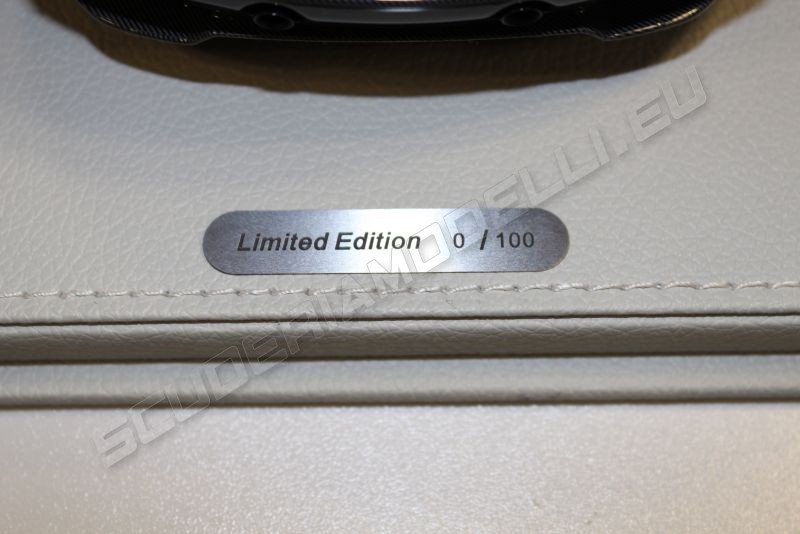 Limited Edition 0 / 100
SCUDERIAMODELLI.EU